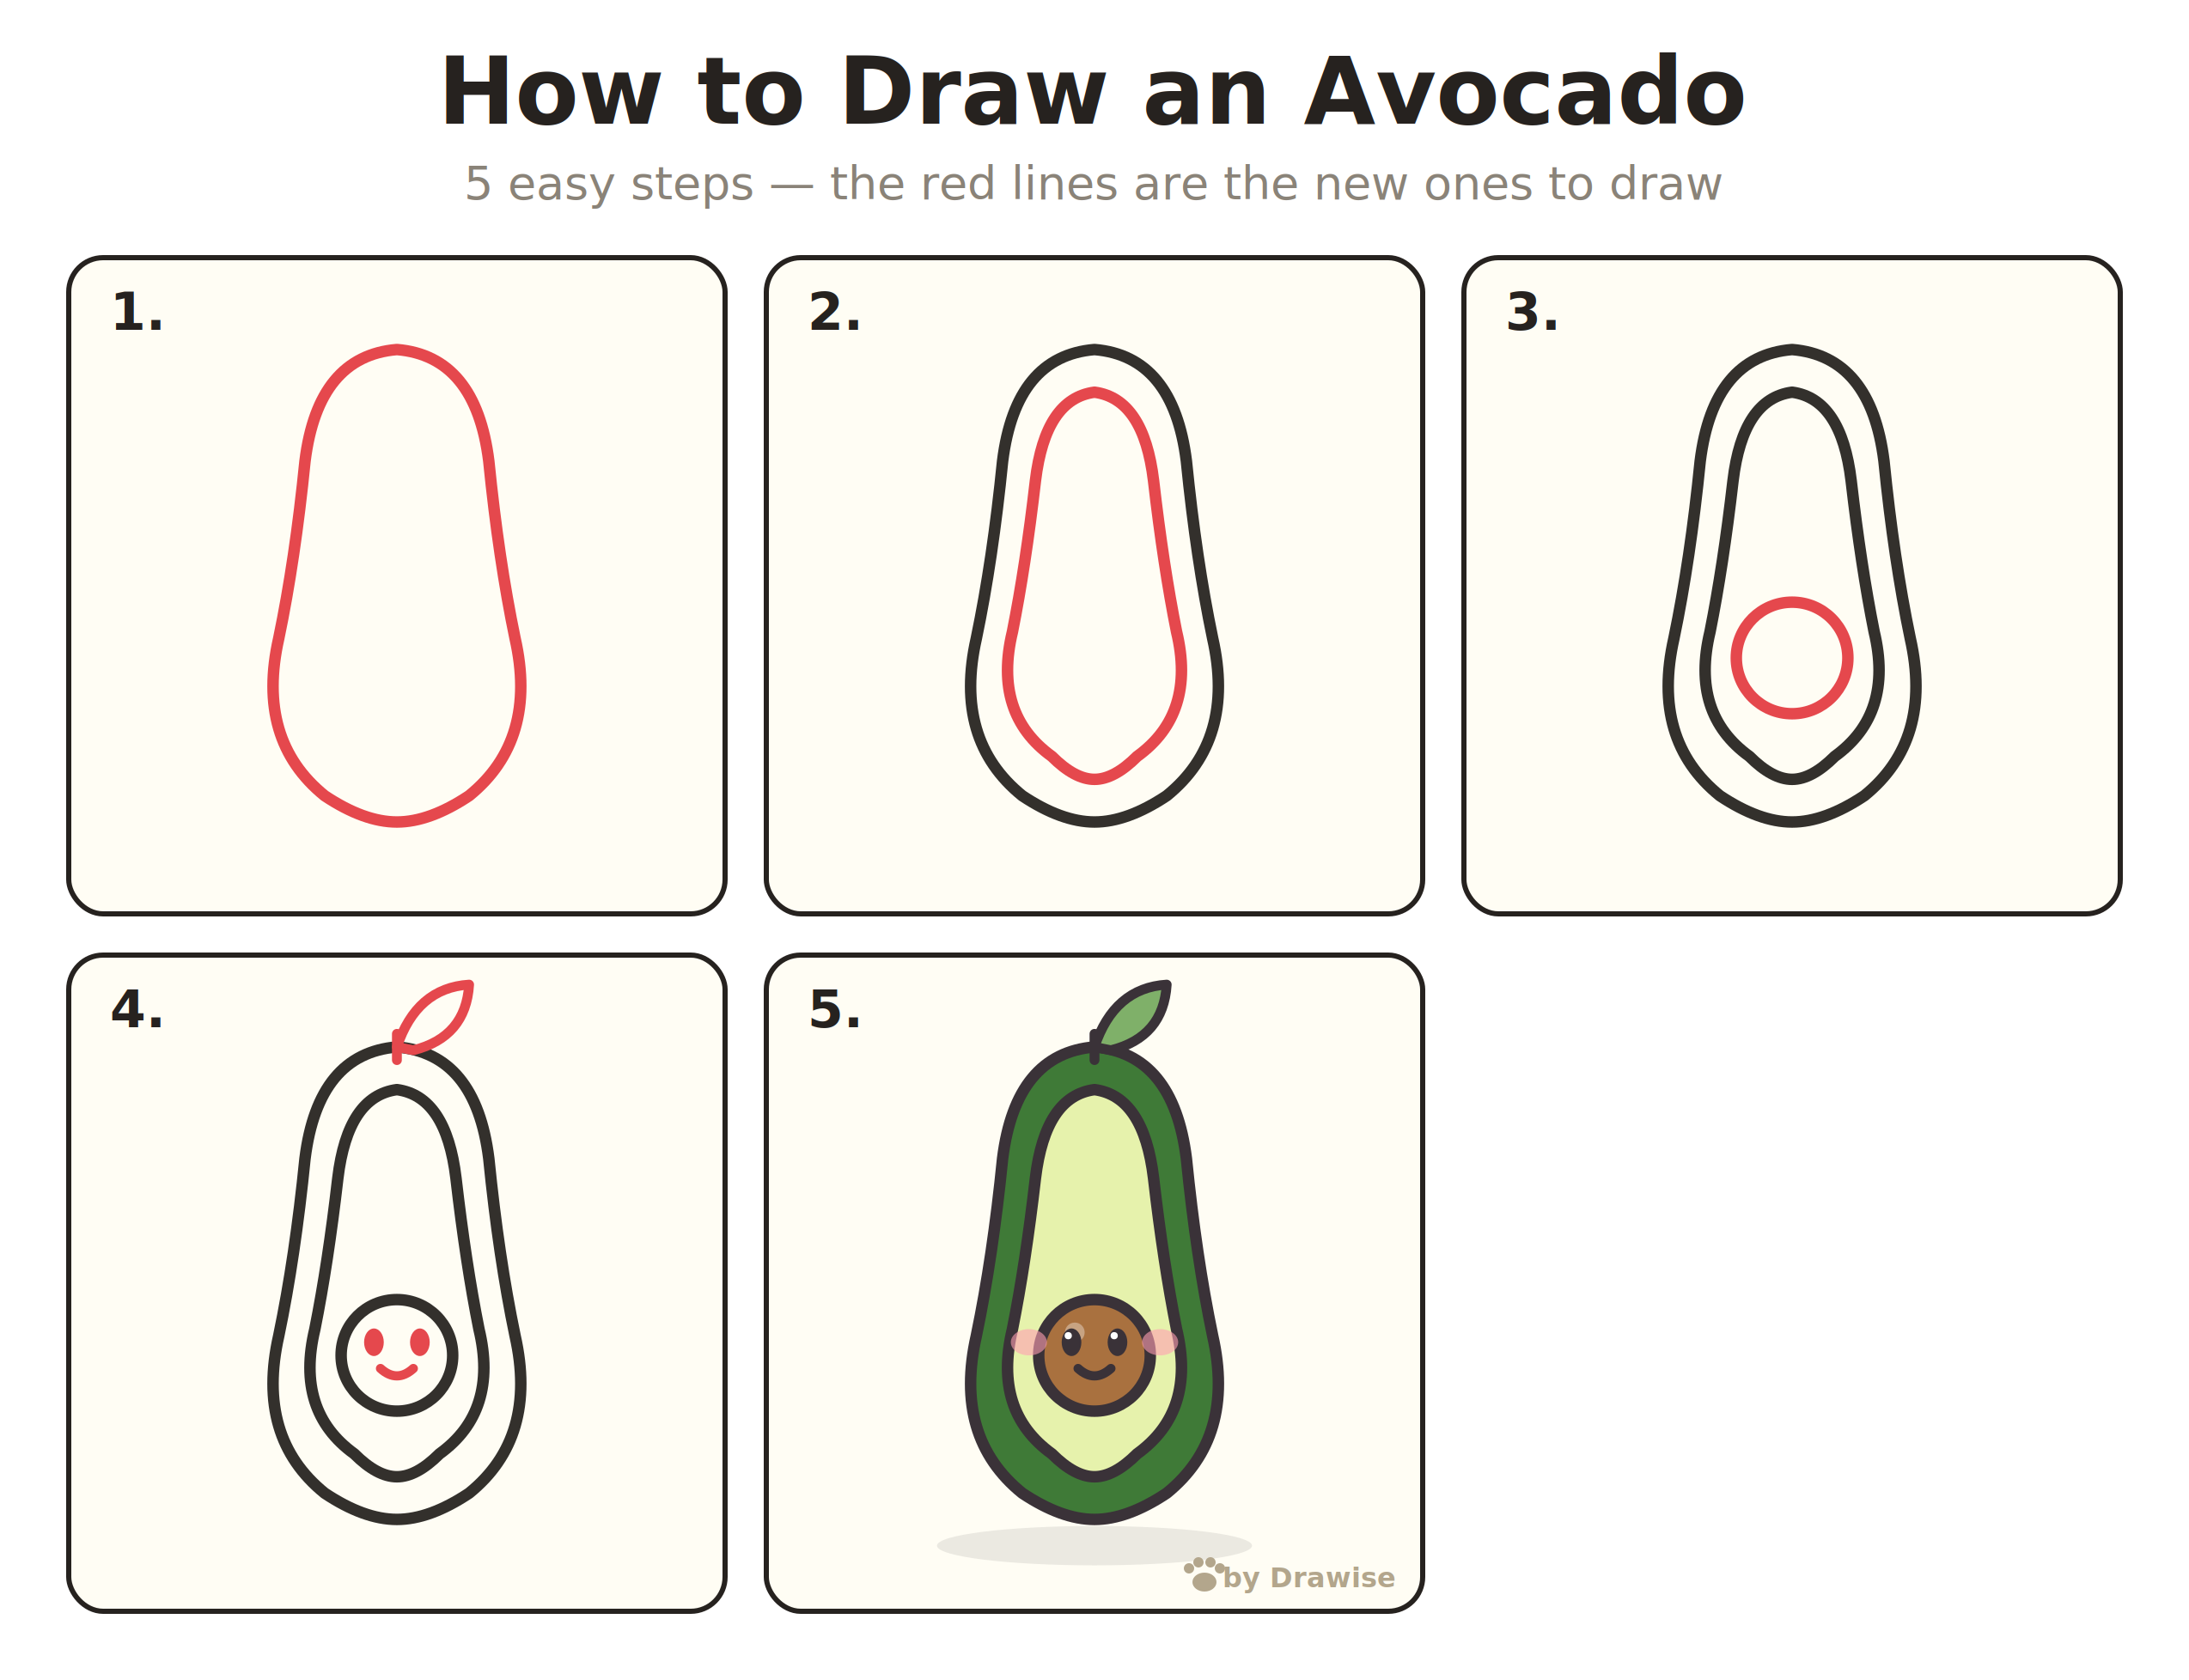 How to Draw an Avocado
5 easy steps — the red lines are the new ones to draw
1.
2.
3.
4.
5.
by Drawise